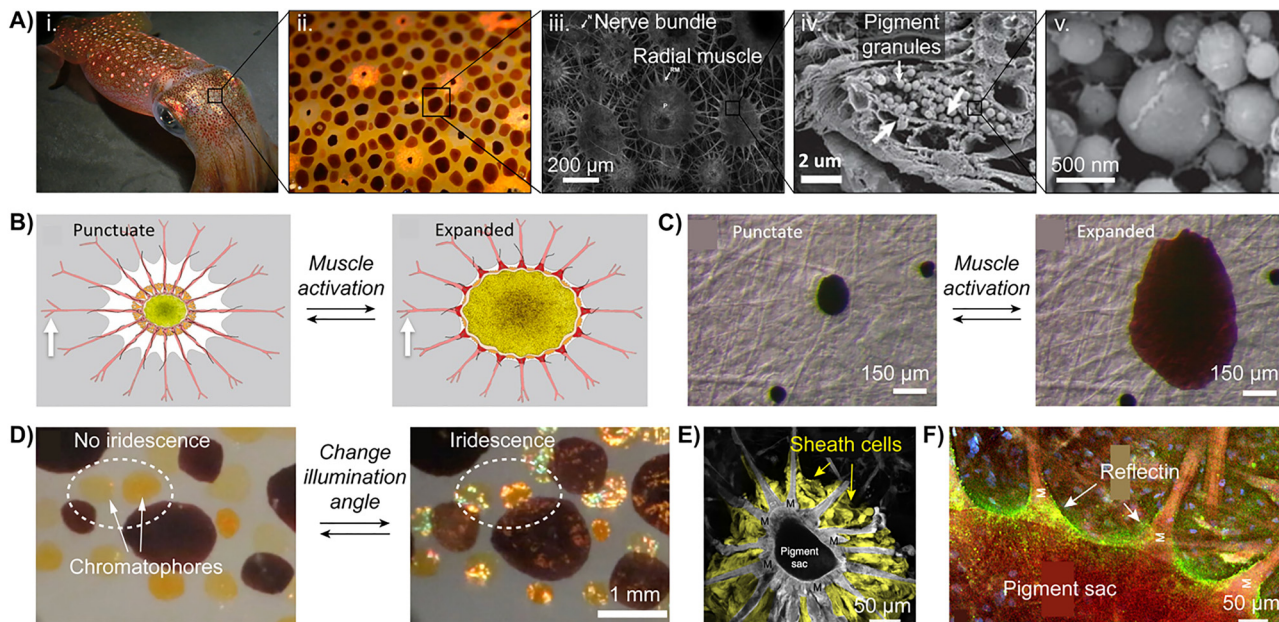 A)
i.
ii.
iii.
N
Nerve bundle
Radial muscle
RM
P
200 μm
iv.
Pigment
granules
2 um
v.
500 nm
B)
Punctuate
Muscle
activation
Expanded
C)
Punctate
150 μm
Muscle
activation
Expanded
150 μm
D)
No iridescence
Chromatophores
Change
illumination
angle
Iridescence
1 mm
E)
Sheath cells
M
M
M
M
M
M
Pigment
sac
50 μm
F)
Reflectin
M
M
M
Pigment sac
50 μm